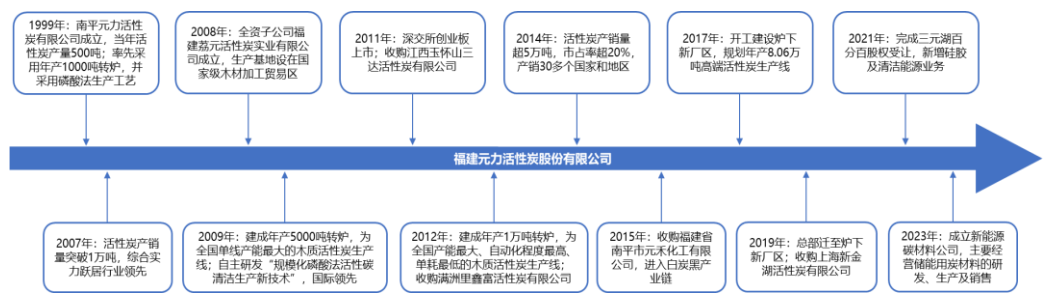 1999年：南平元力活性
炭有限公司成立，当年活
性炭产量500吨；率先采
用年产1000吨转炉，并
采用磷酸法生产工艺
2008年：全资子公司福
建荔元活性炭实业有限公
司成立，生产基地设在国
家级木材加工贸易区
2011年：深交所创业板
上市；收购江西玉怀山三
达活性炭有限公司
2014年：活性炭产销量
超5万吨，市占率超20%，
产销30多个国家和地区
2017年：开工建设炉下
新厂区，规划年产8.06万
吨高端活性炭生产线
2021年：完成三元湖百
分百股权受让，新增硅胶
及清洁能源业务
福建元力活性炭股份有限公司
2007年：活性炭产销
量突破1万吨，综合实
力跃居行业领先
2009年：建成年产5000吨转炉，为
全国单线产能最大的木质活性炭生产
线；自主研发“规模化磷酸法活性碳
清洁生产新技术”，国际领先
2012年：建成年产1万吨转炉，为
全国产能最大、自动化程度最高、
单耗最低的木质活性炭生产线；
收购满洲里鑫富活性炭有限公司
2015年：收购福建省
南平市元禾化工有限
公司，进入白炭黑产
业链
2019年：总部迁至炉下
新厂区；收购上海新金
湖活性炭有限公司
2023年：成立新能源
碳材料公司，主要经
营储能用炭材料的研
发、生产及销售